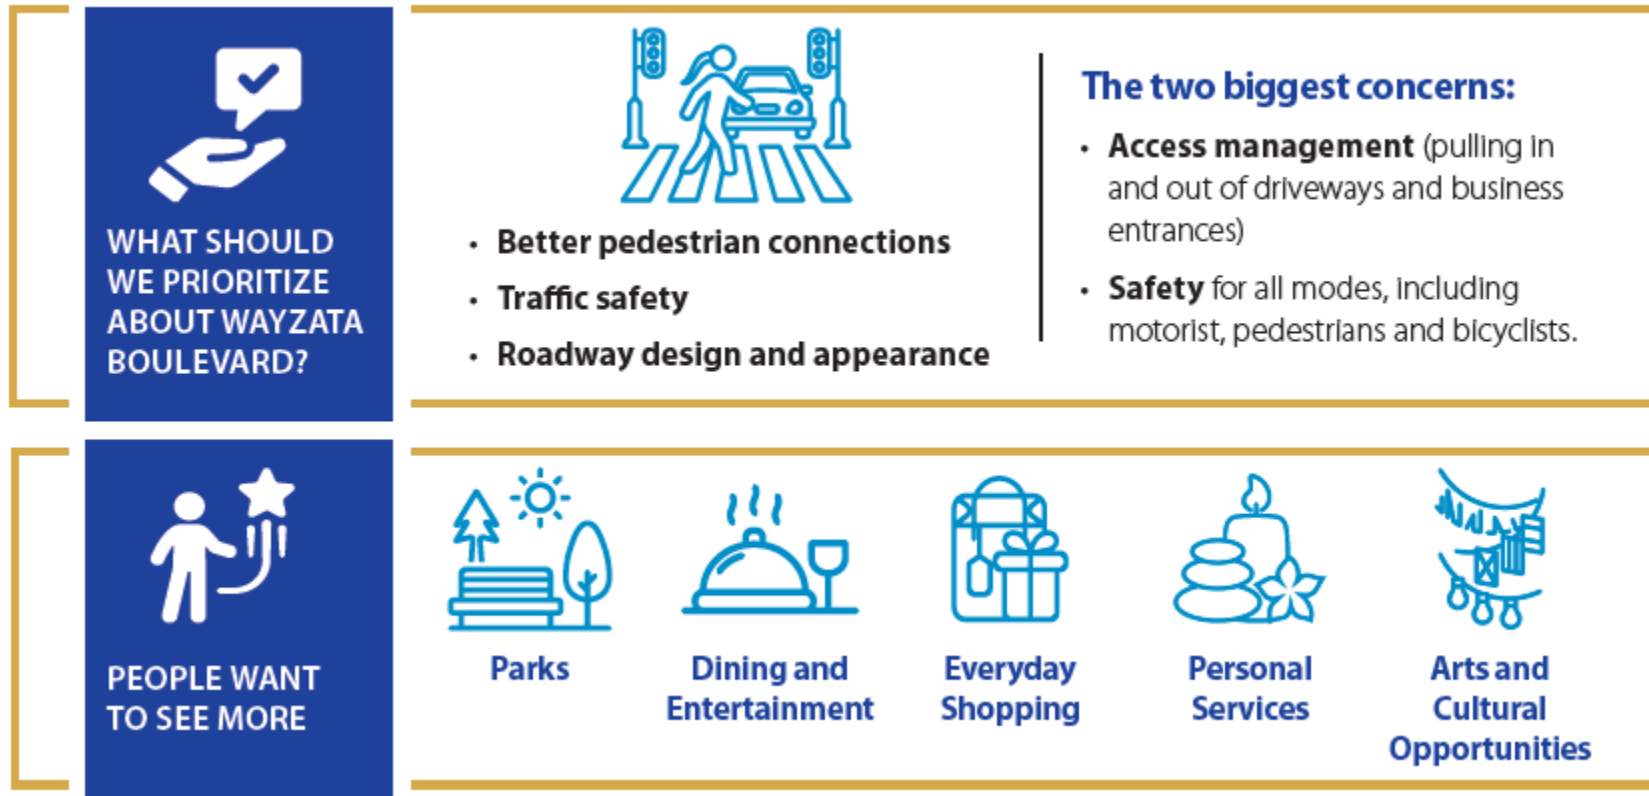 WHAT SHOULD
WE PRIORITIZE
ABOUT WAYZATA
BOULEVARD?
• Better pedestrian connections
• Traffic safety
• Roadway design and appearance
The two biggest concerns:
• Access management (pulling in
and out of driveways and business
entrances)
• Safety for all modes, including
motorist, pedestrians and bicyclists.
PEOPLE WANT
TO SEE MORE
Parks
Dining and
Entertainment
Everyday
Shopping
Personal
Services
Arts and
Cultural
Opportunities